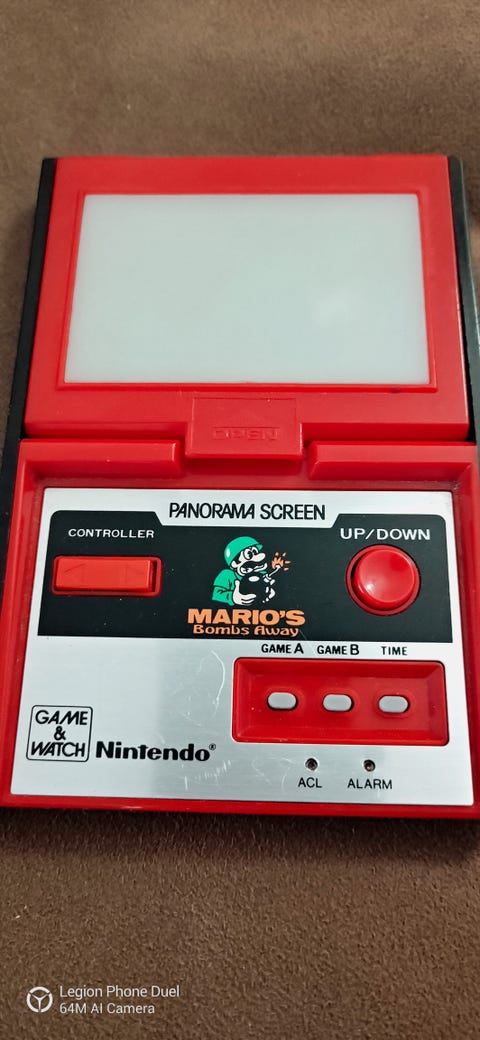 OPEN
PANORAMA SCREEN
CONTROLLER
UP/DOWN
MARIO'S
Bombs Away
GAME A GAME B TIME
GAME
&
WATCH
Nintendo®
ACL ALARM
Legion Phone Duel
64M AI Camera